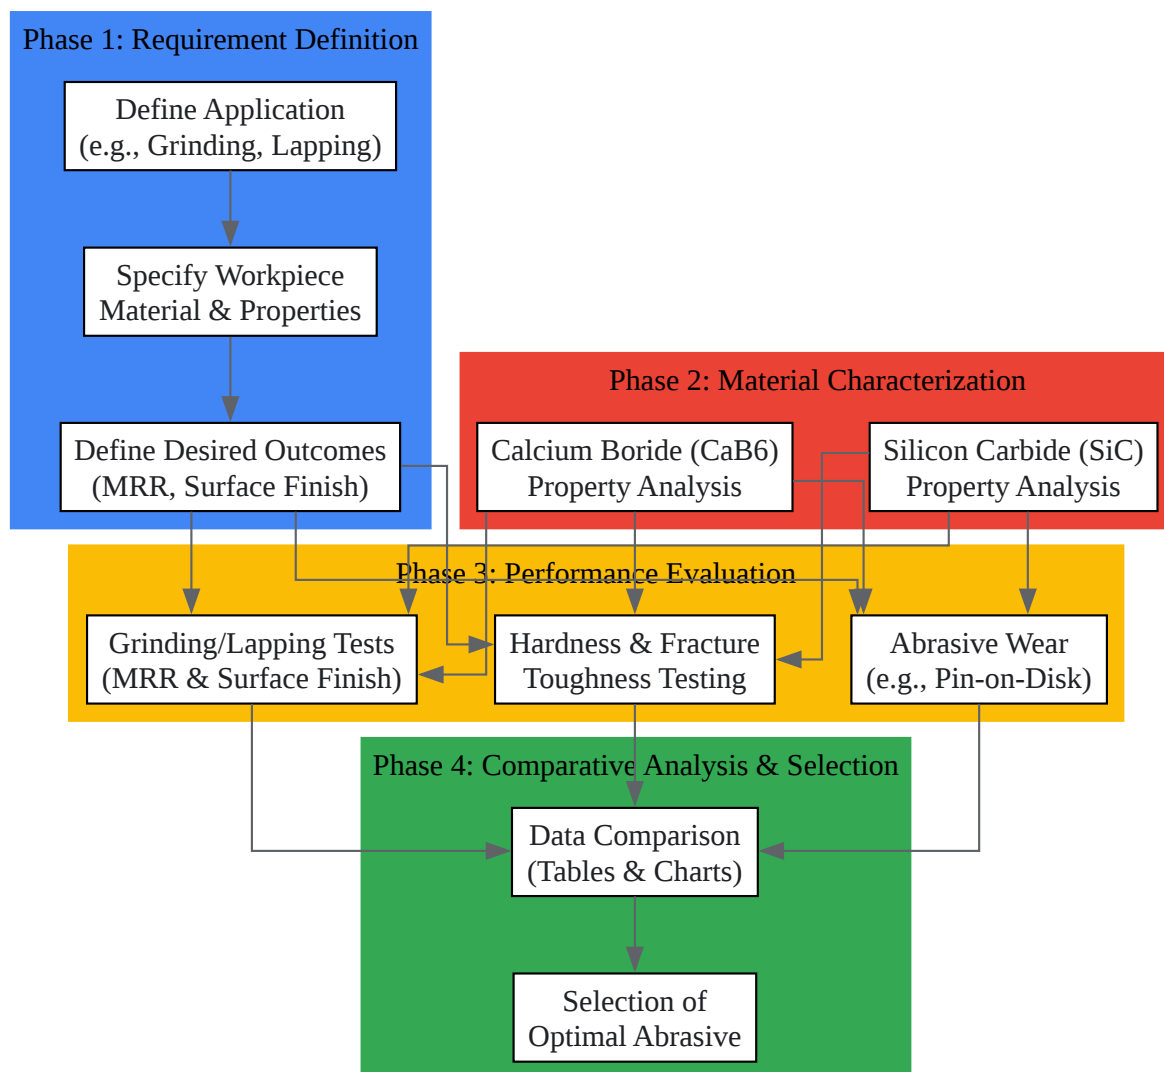 Phase 1: Requirement Definition
Define Application
(e.g., Grinding, Lapping)
Specify Workpiece
Material & Properties
Define Desired Outcomes
(MRR, Surface Finish)
Phase 2: Material Characterization
Calcium Boride (CaB6)
Property Analysis
Silicon Carbide (SiC)
Property Analysis
Phase 3: Performance Evaluation
Grinding/Lapping Tests
(MRR & Surface Finish)
Hardness & Fracture
Toughness Testing
Abrasive Wear
(e.g., Pin-on-Disk)
Phase 4: Comparative Analysis & Selection
Data Comparison
(Tables & Charts)
Selection of
Optimal Abrasive